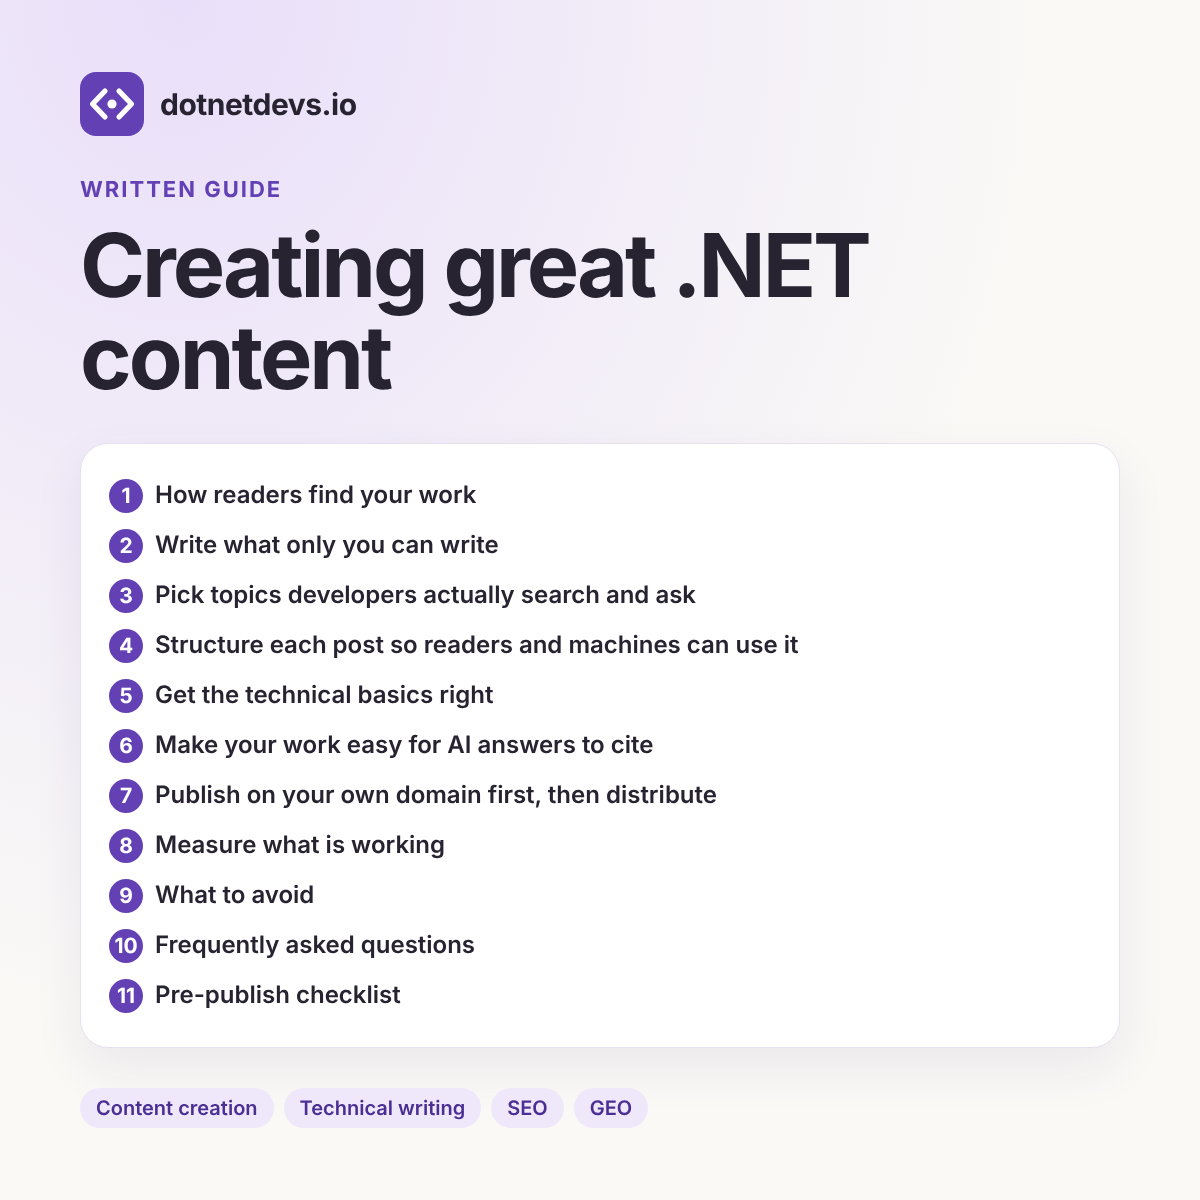 dotnetdevs.io
WRITTEN GUIDE
Creating great .NET
content
1 How readers find your work
2 Write what only you can write
3 Pick topics developers actually search and ask
4 Structure each post so readers and machines can use it
5 Get the technical basics right
6 Make your work easy for AI answers to cite
7 Publish on your own domain first, then distribute
8 Measure what is working
9 What to avoid
10 Frequently asked questions
11 Pre-publish checklist
Content creation Technical writing SEO GEO